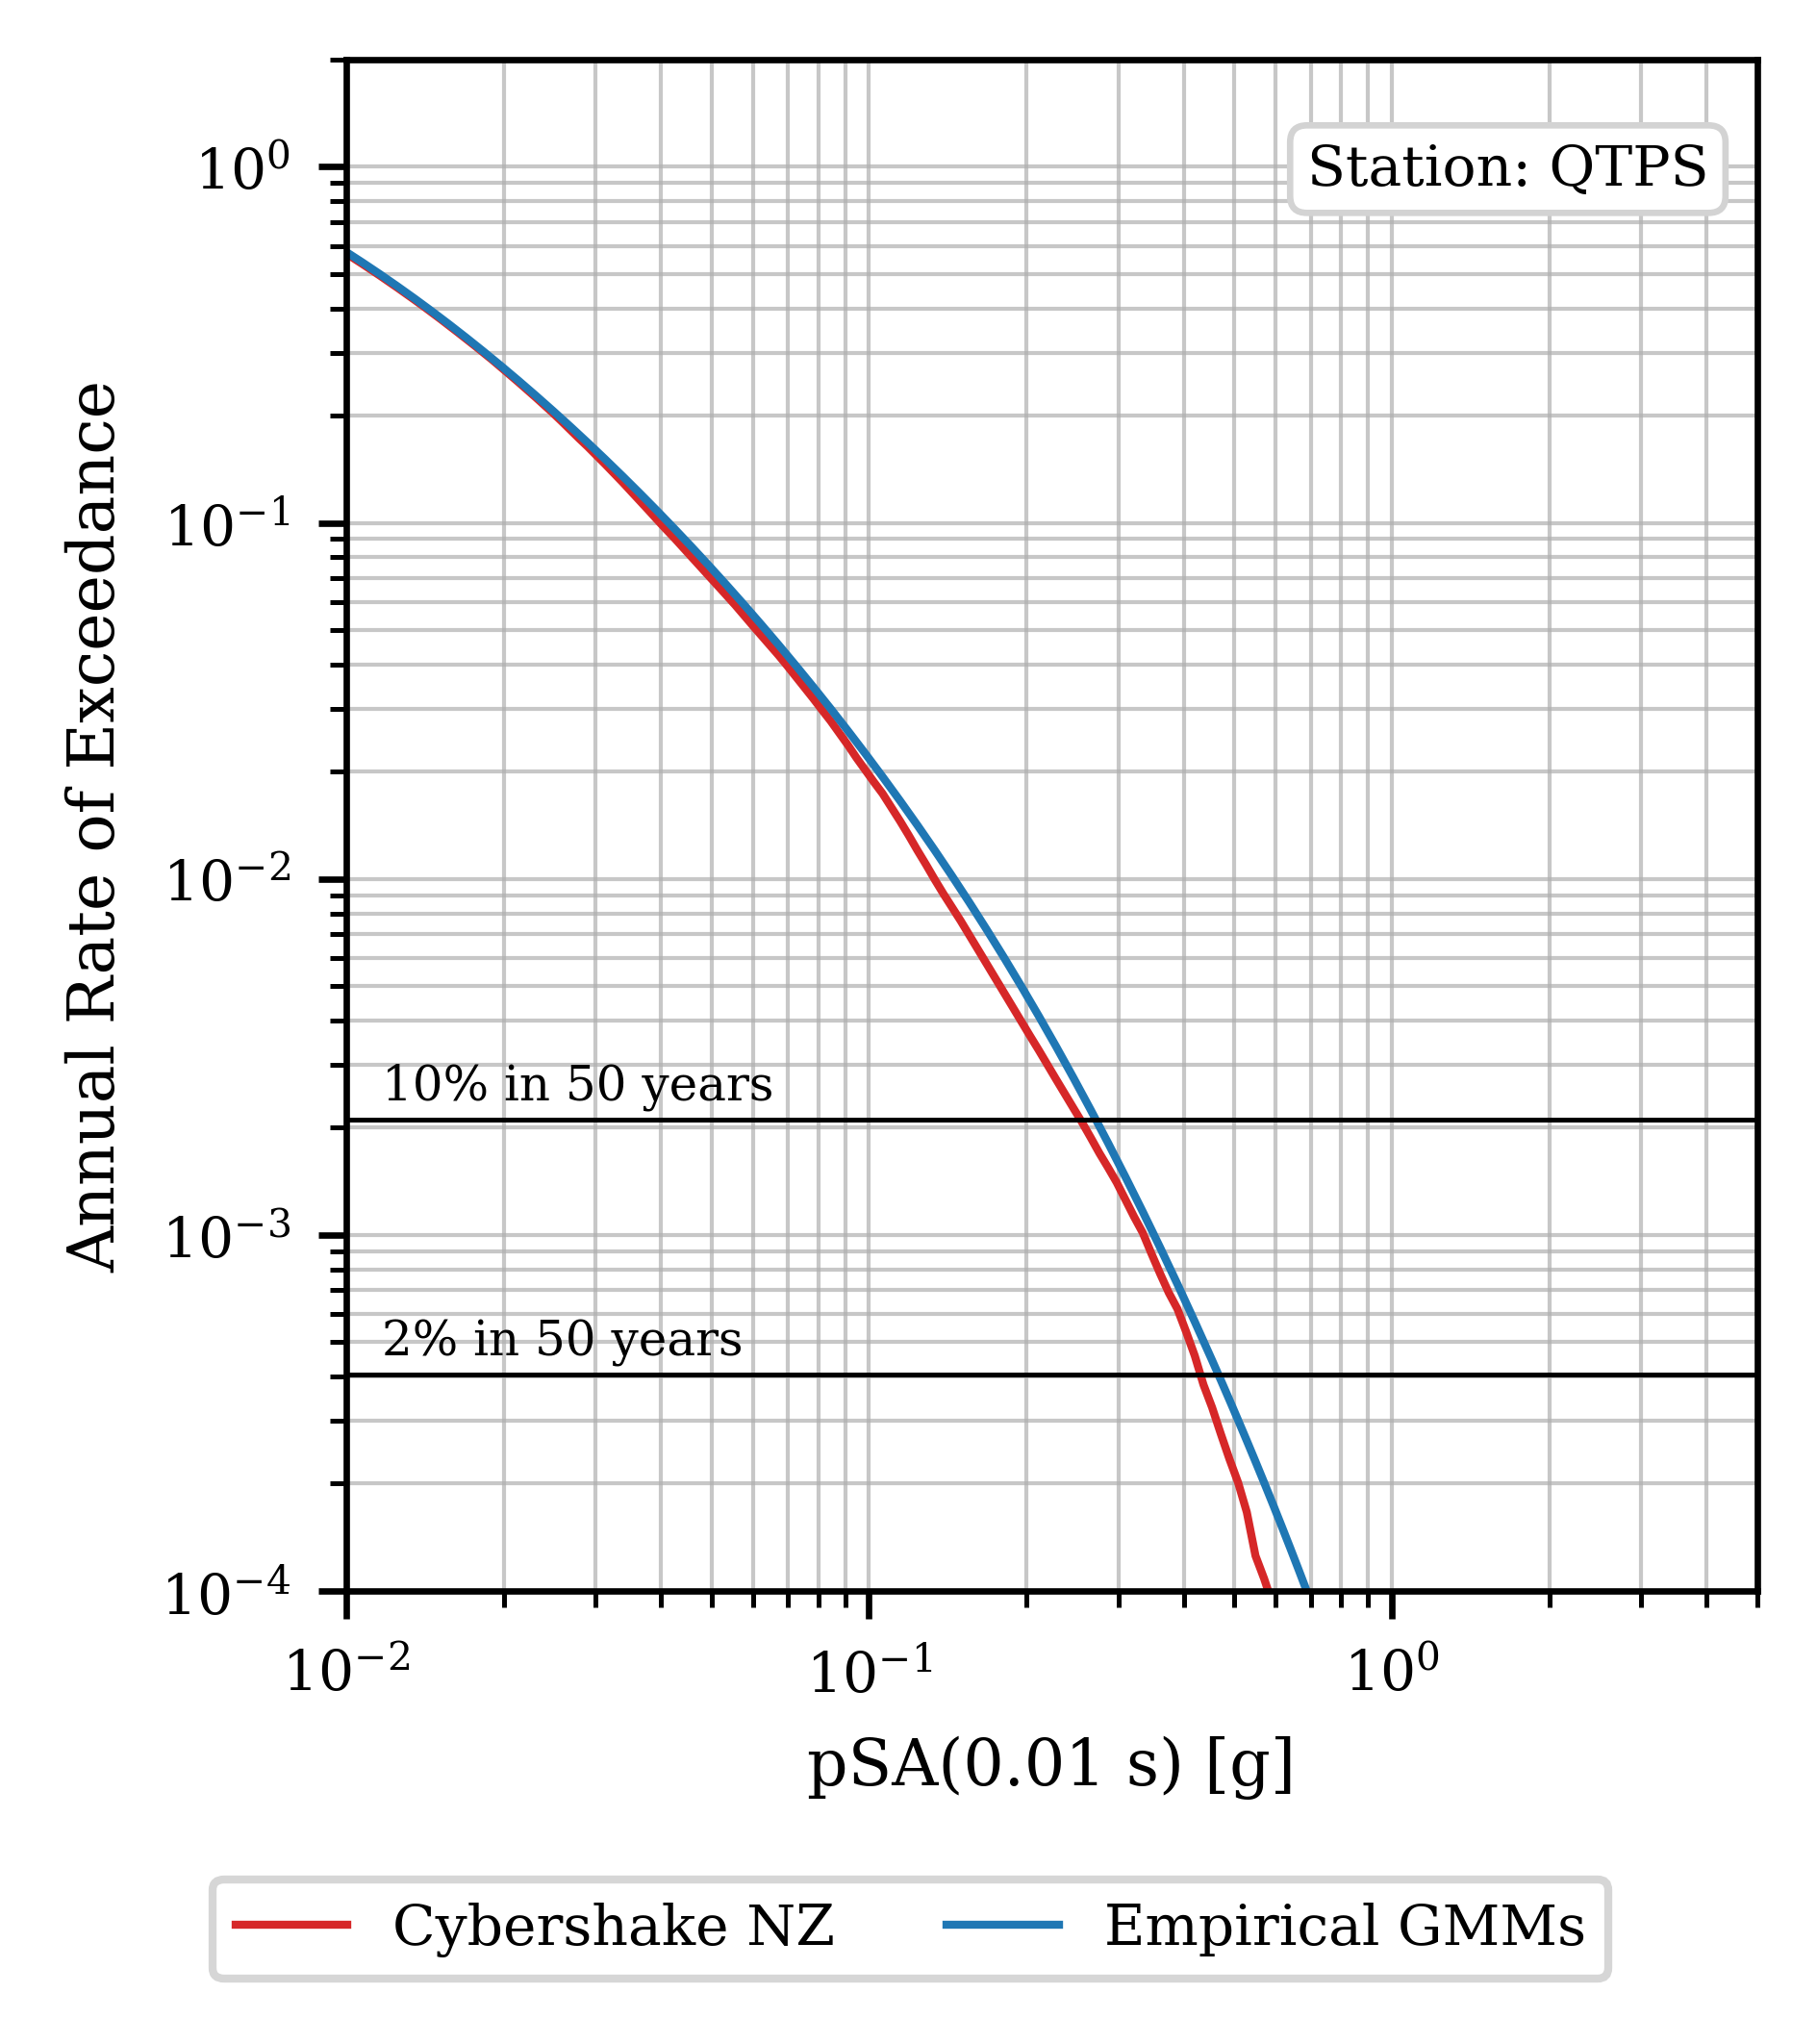 Station: QTPS
10⁰
10⁻¹
10⁻²
10⁻³
10⁻⁴
Annual Rate of Exceedance
10% in 50 years
2% in 50 years
10⁻² 10⁻¹ 10⁰
pSA(0.01 s) [g]
Cybershake NZ Empirical GMMs